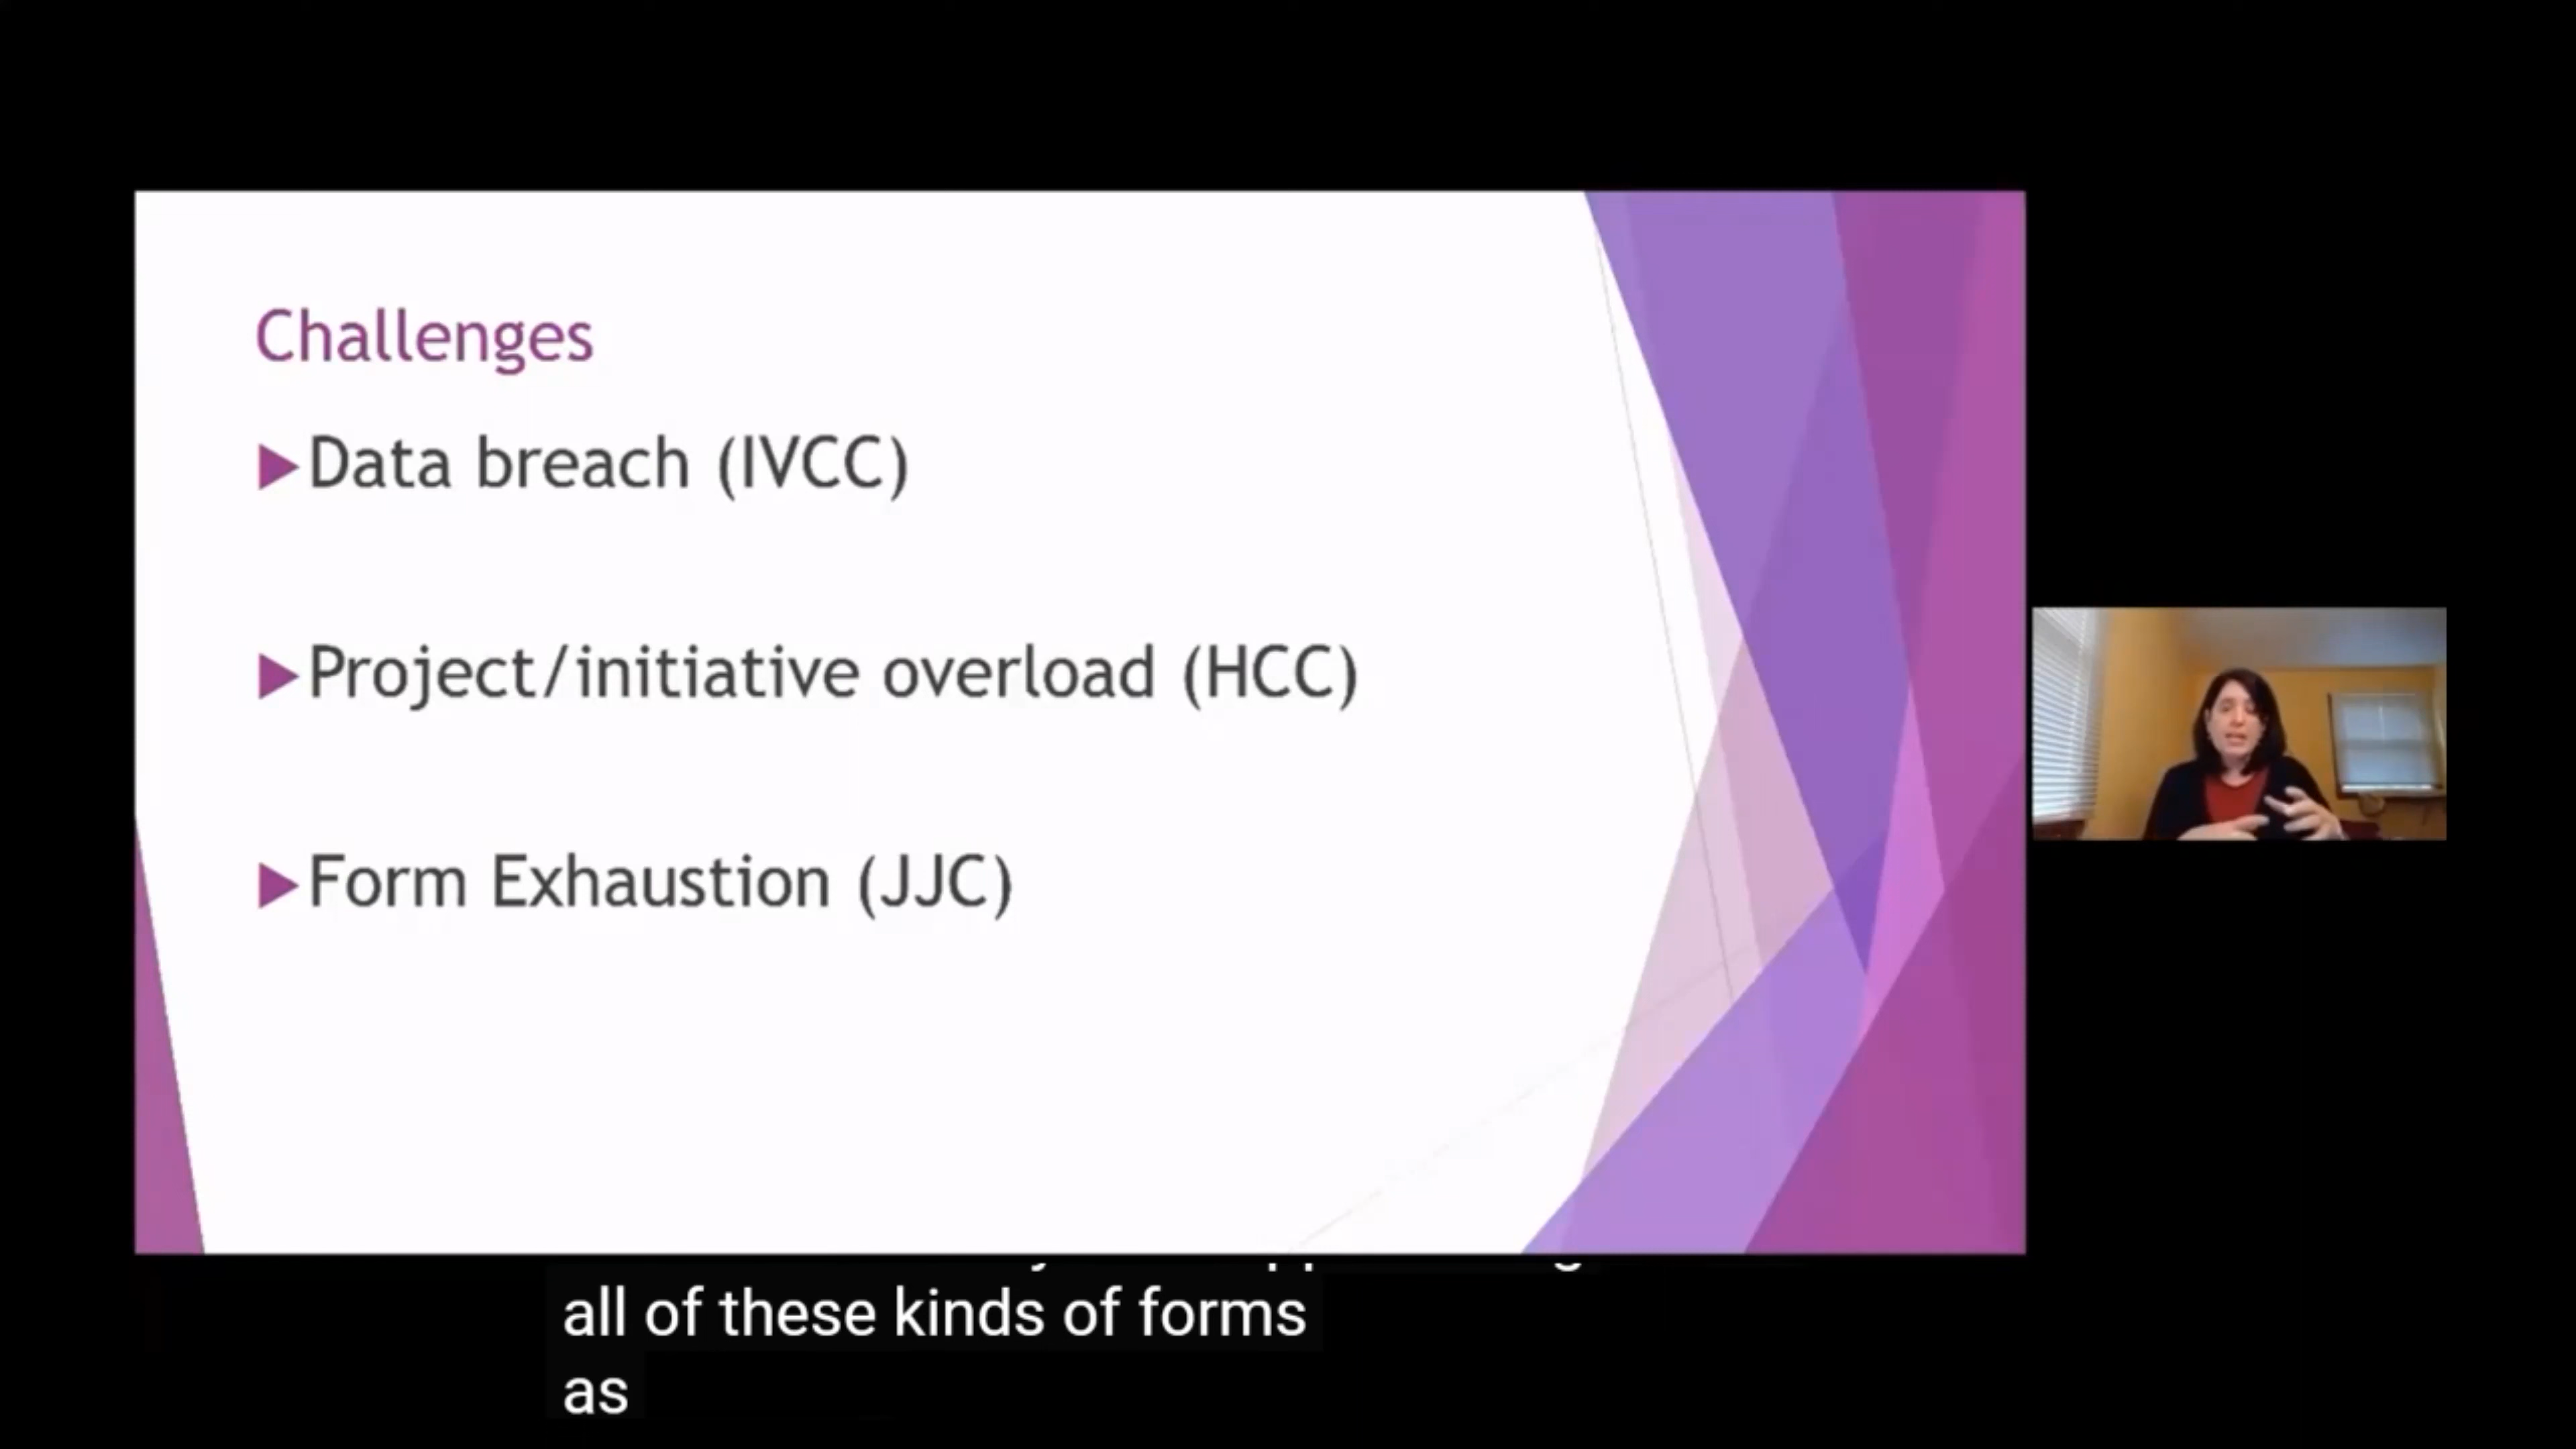 Challenges
Data breach (IVCC)
Project/initiative overload (HCC)
Form Exhaustion (JJC)
all of these kinds of forms
as